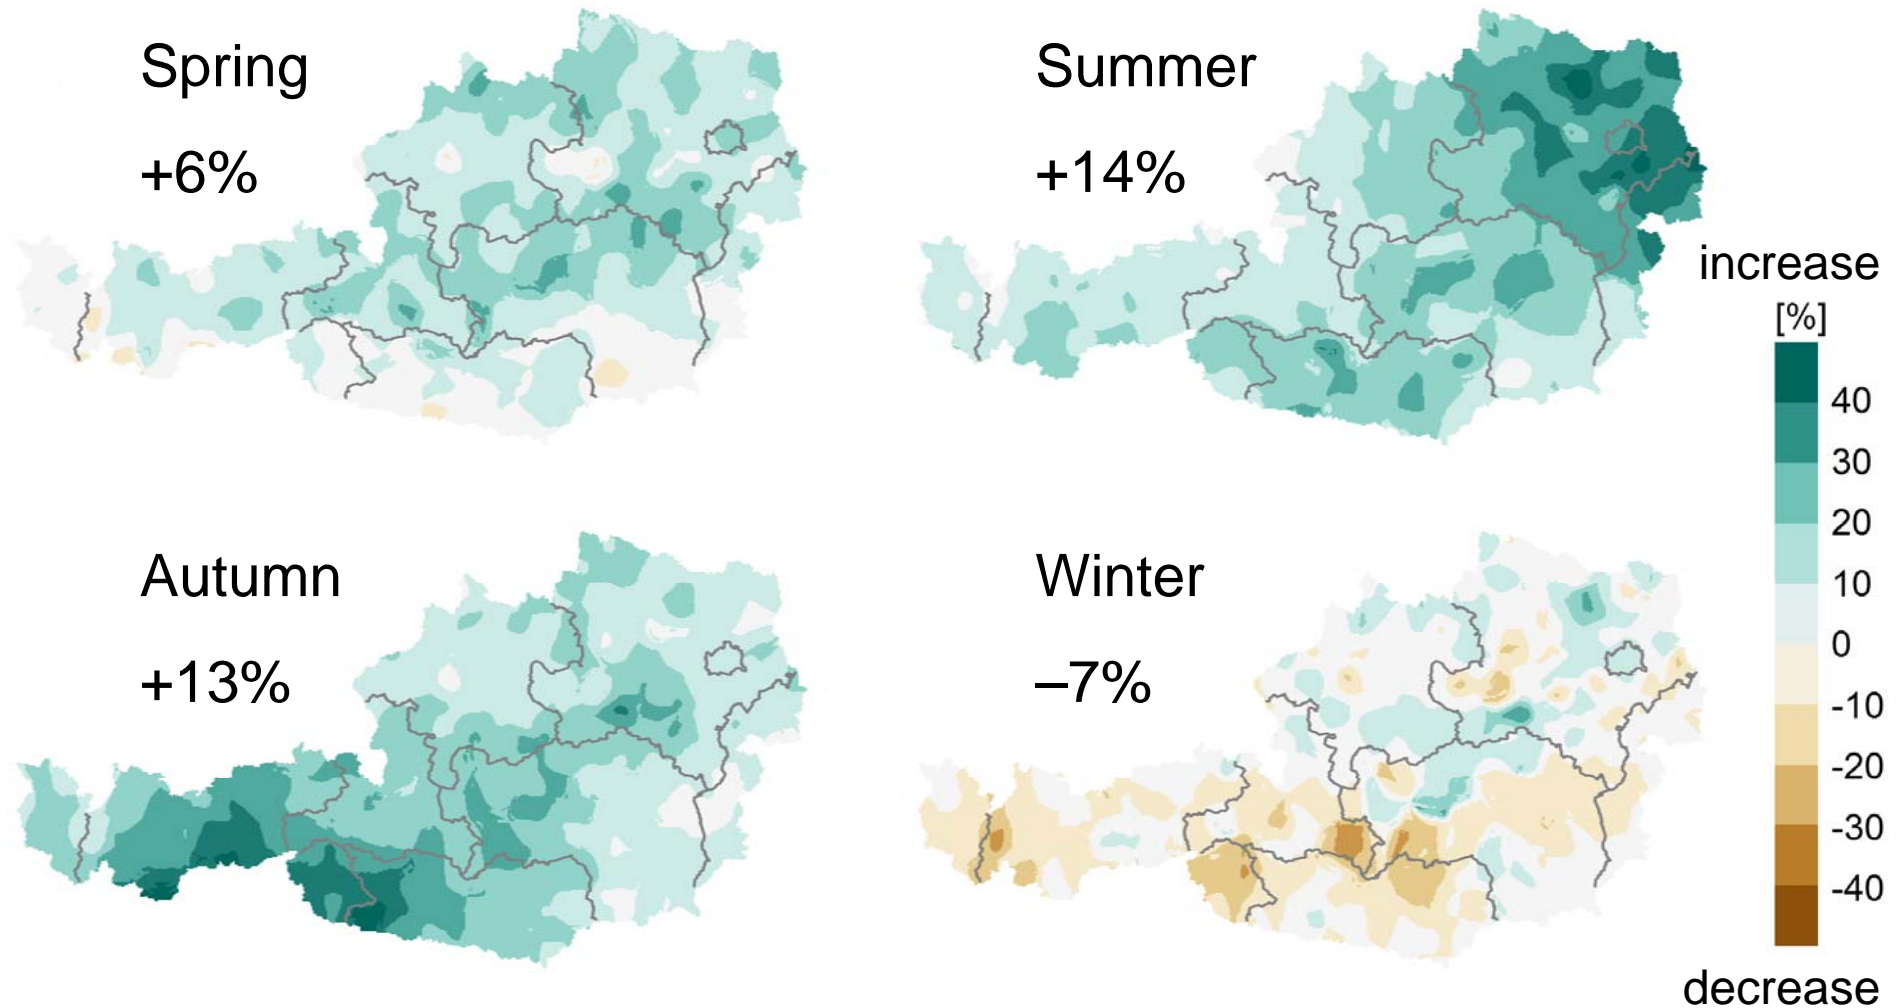 Spring
+6%
Summer
+14%
increase
[%]
40
30
20
10
0
-10
-20
-30
-40
decrease
Autumn
+13%
Winter
–7%